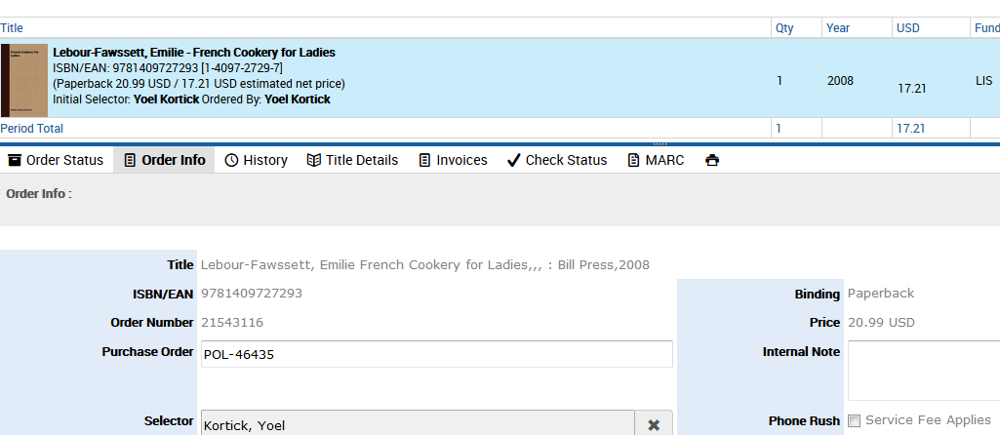 Title Qty Year USD Fund
Lebour-Fawssett, Emilie - French Cookery for Ladies
ISBN/EAN: 9781409727293 [1-4097-2729-7]
(Paperback 20.99 USD / 17.21 USD estimated net price)
Initial Selector: Yoel Kortick Ordered By: Yoel Kortick
1 2008 17.21 LIS
Period Total 1 17.21
Order Status Order Info History Title Details Invoices Check Status MARC
Order Info :
Title Lebour-Fawssett, Emilie French Cookery for Ladies,,, : Bill Press,2008
ISBN/EAN 9781409727293 Binding Paperback
Order Number 21543116 Price 20.99 USD
Purchase Order POL-46435 Internal Note
Selector Kortick, Yoel Phone Rush Service Fee Applies